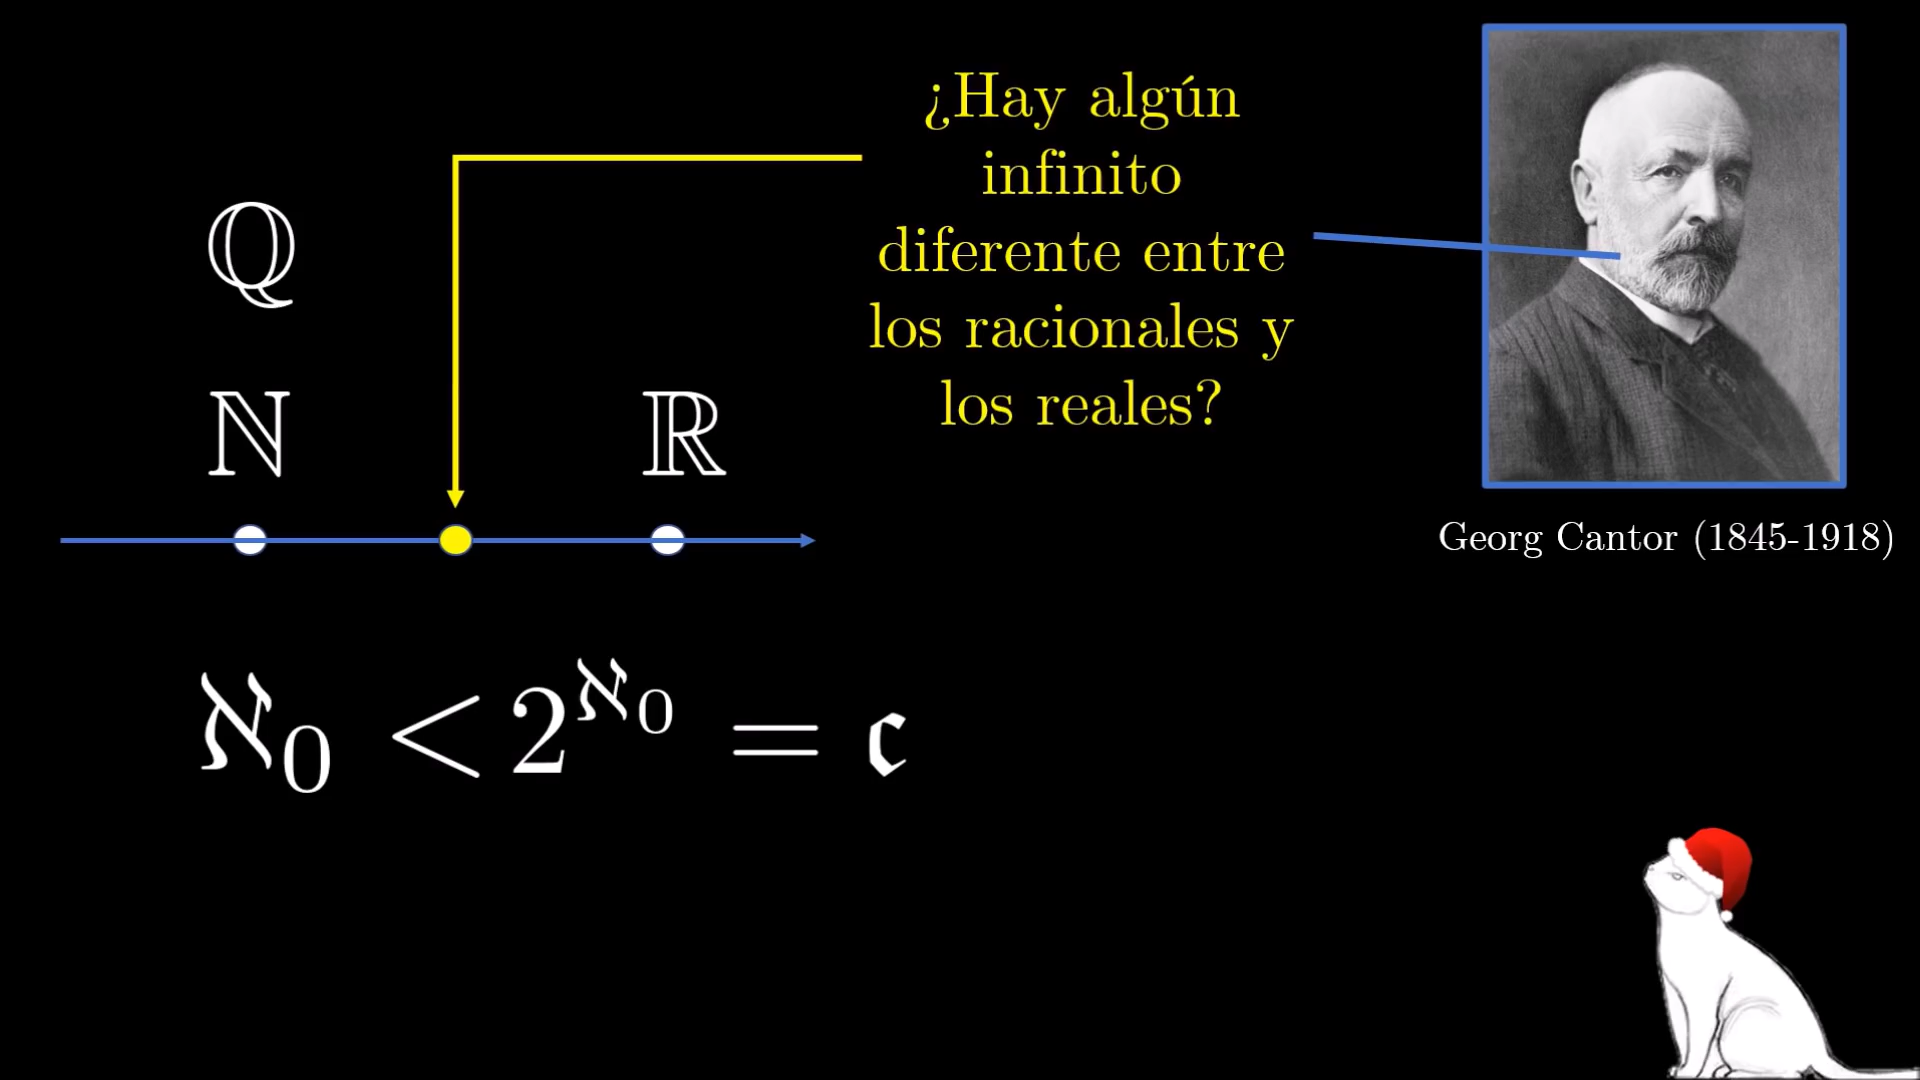 ¿Hay algún
infinito
diferente entre
los racionales y
los reales?
ℚ
ℕ
ℝ
Georg Cantor (1845-1918)
ℵ₀ < 2^ℵ₀ = 𝔠